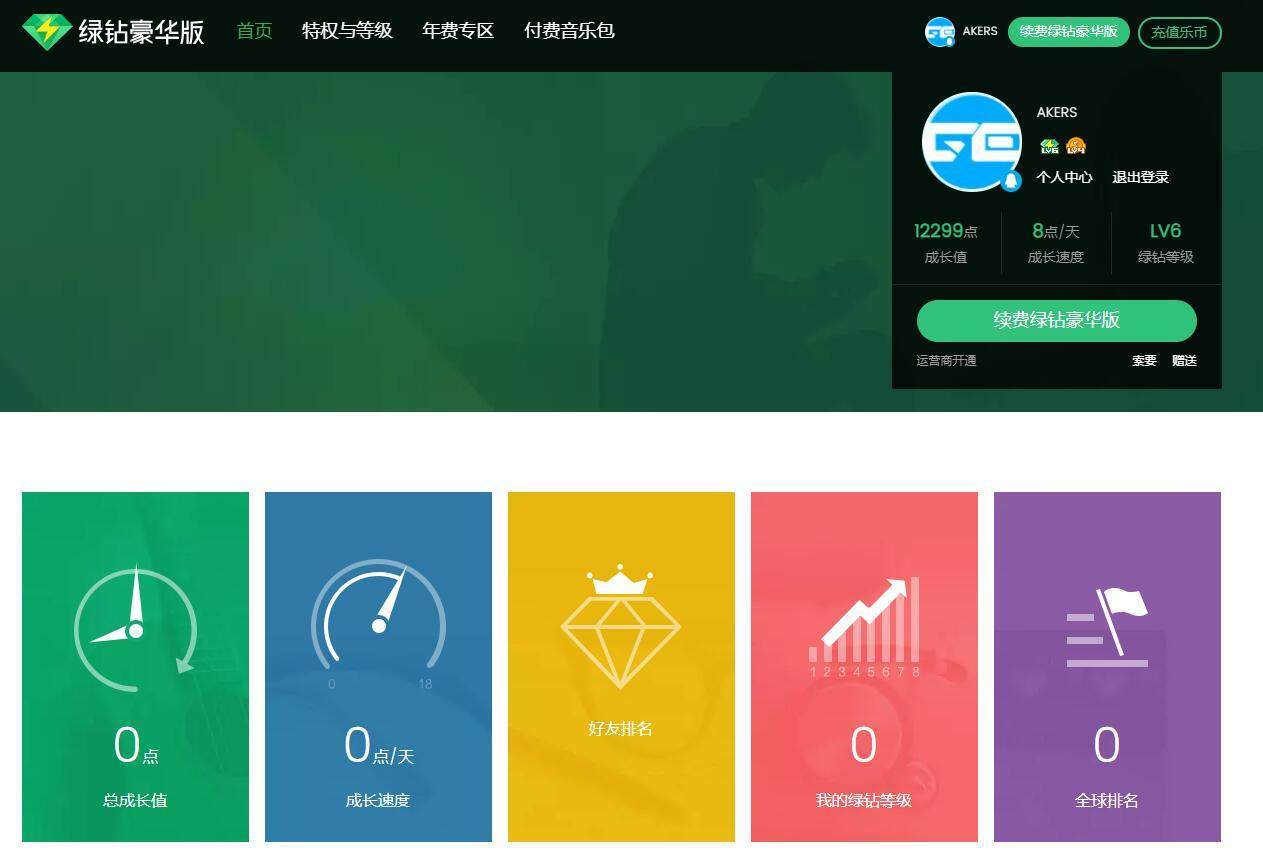 绿钻豪华版 首页 特权与等级 年费专区 付费音乐包 AKERS 续费绿钻豪华版 充值乐币
AKERS
LV6 LV4
个人中心 退出登录
12299点 8点/天 LV6
成长值 成长速度 绿钻等级
续费绿钻豪华版
运营商开通 索要 赠送
0 18 1 2 3 4 5 6 7 8
好友排名
0点 0点/天 0 0
总成长值 成长速度 我的绿钻等级 全球排名